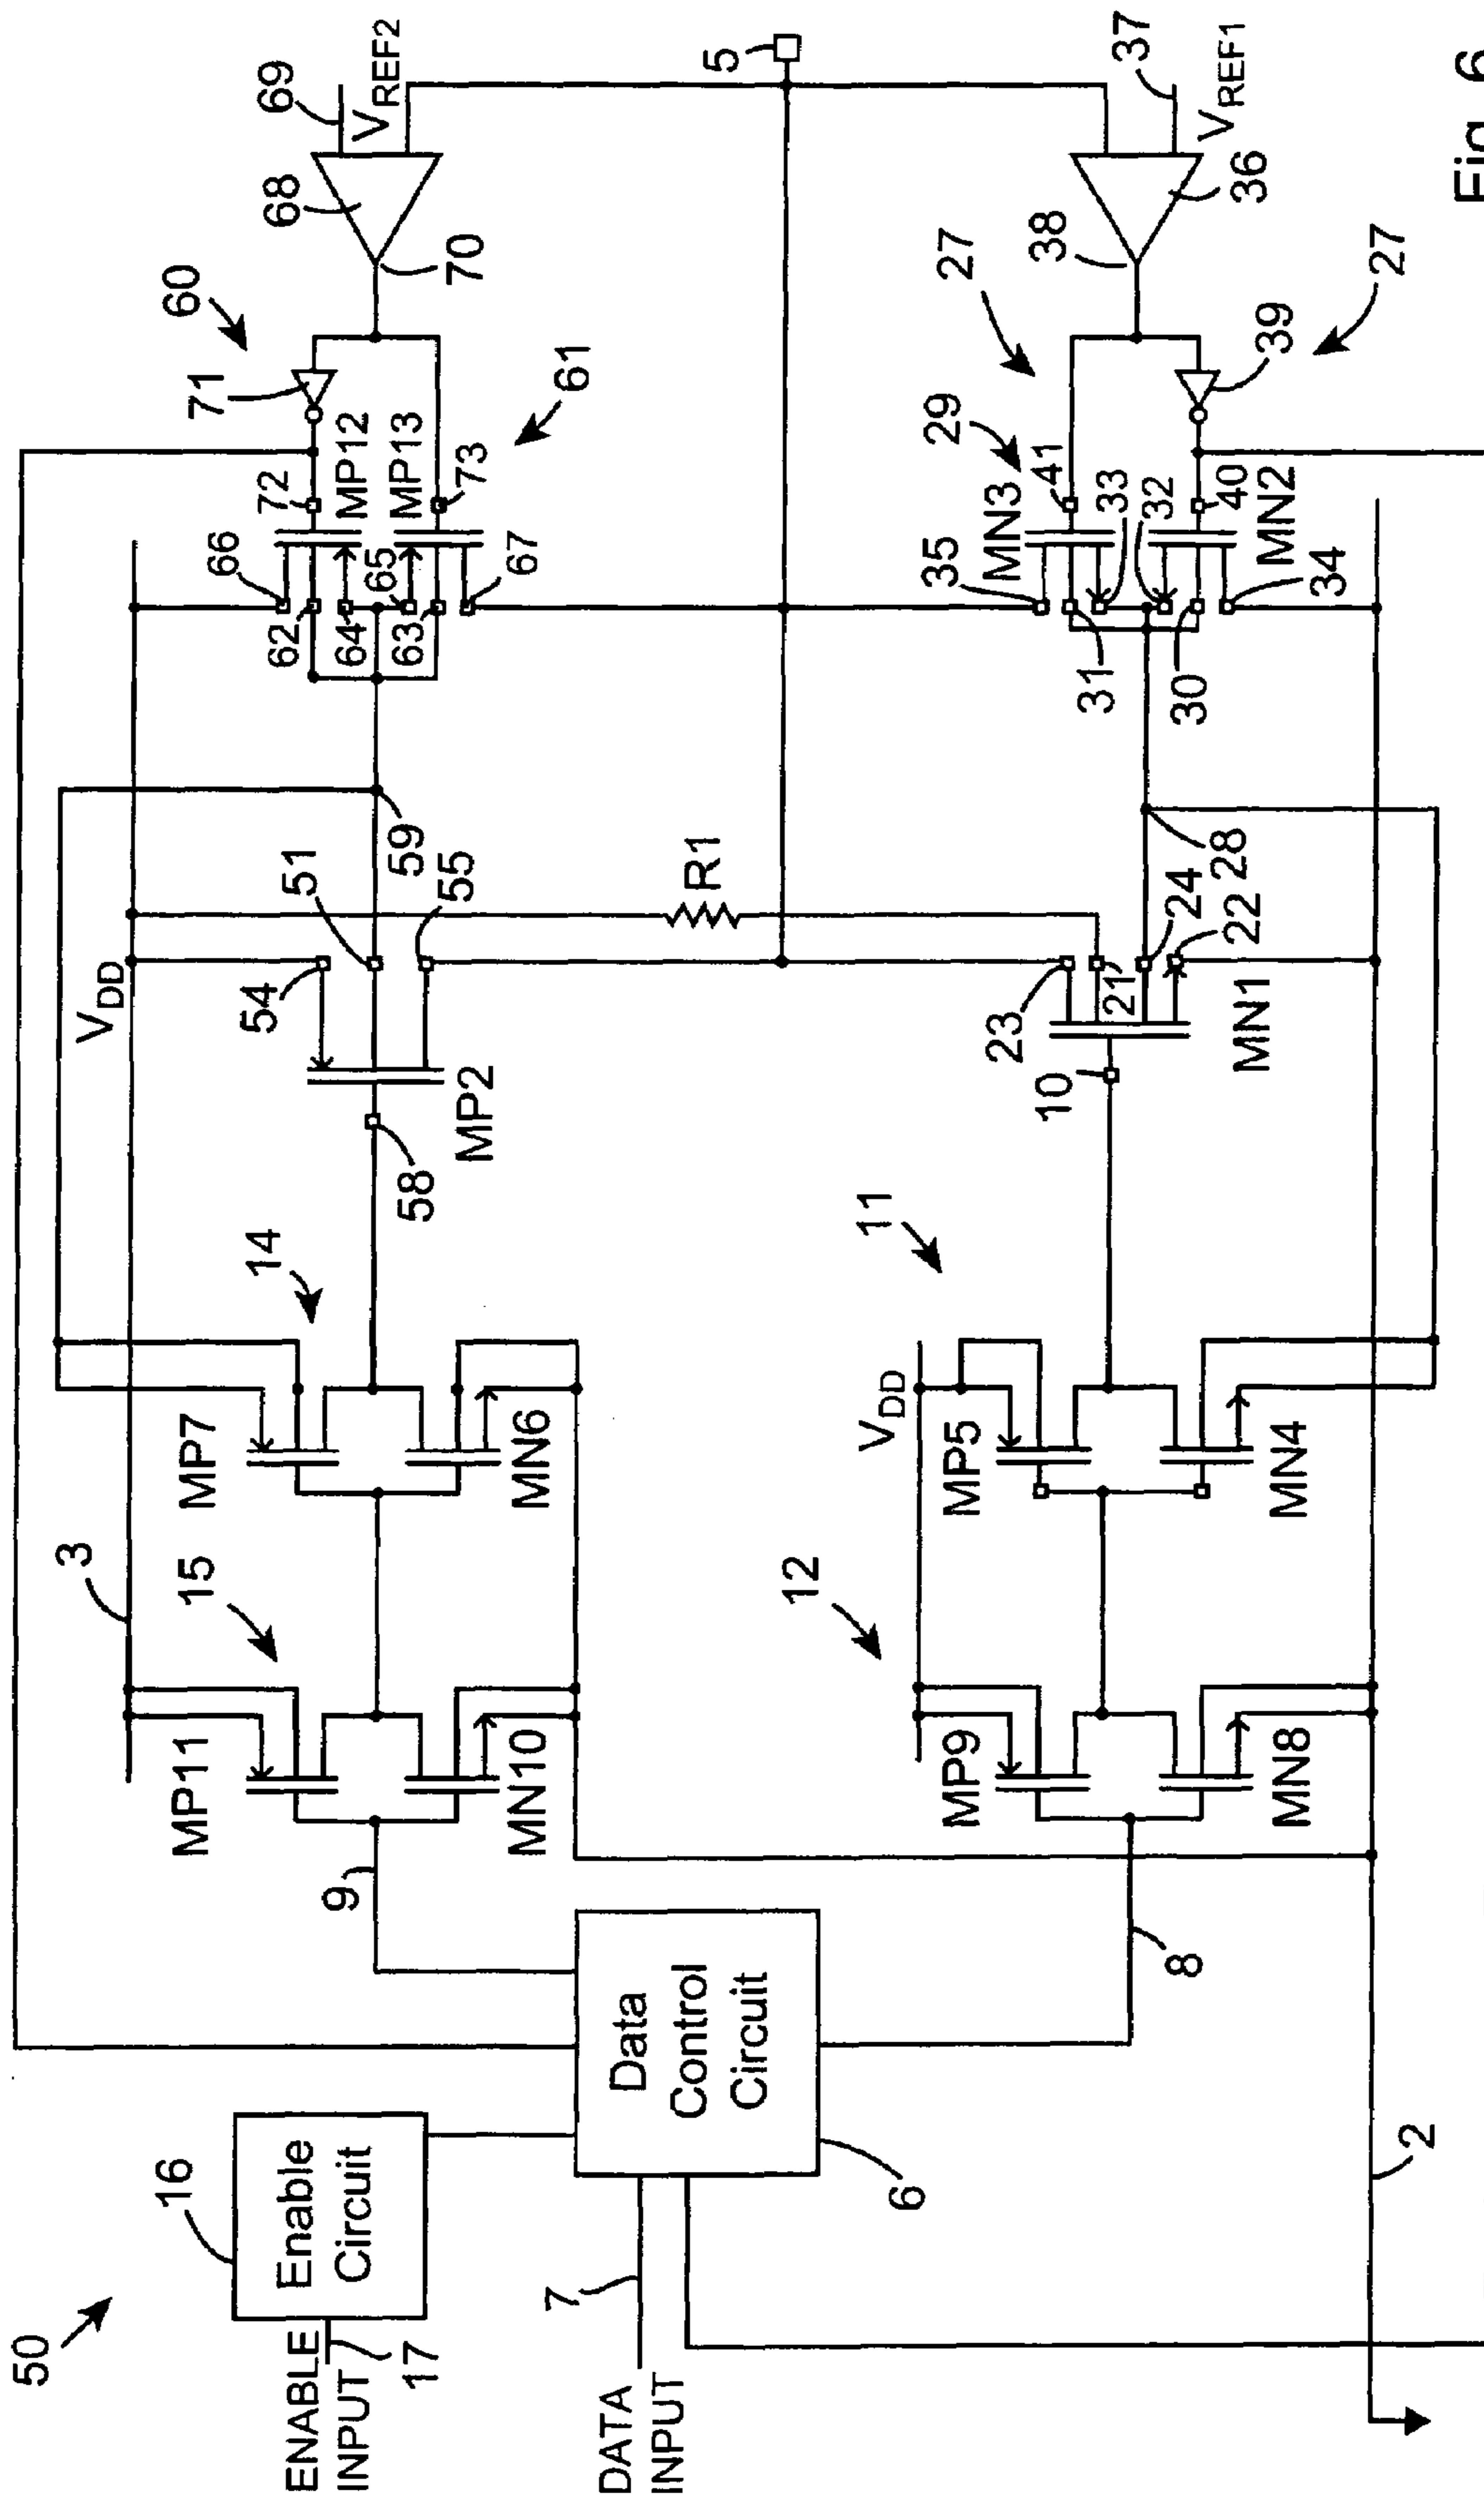 50
16
Enable
Circuit
ENABLE
INPUT
17
DATA
INPUT
7
Data
Control
Circuit
6
9
8
2
3
15
MP11
MN10
12
MP9
MN8
14
MP7
MN6
11
VDD
MP5
MN4
VDD
54
51
55
58
MP2
59
R1
10
23
21
24
22
28
MN1
60
61
66
62
64
65
63
67
72
MP12
MP13
73
71
70
68
69
VREF2
5
27
29
35
MN3
41
33
32
31
30
40
MN2
34
38
39
27
36
37
VREF1
Fig. 6